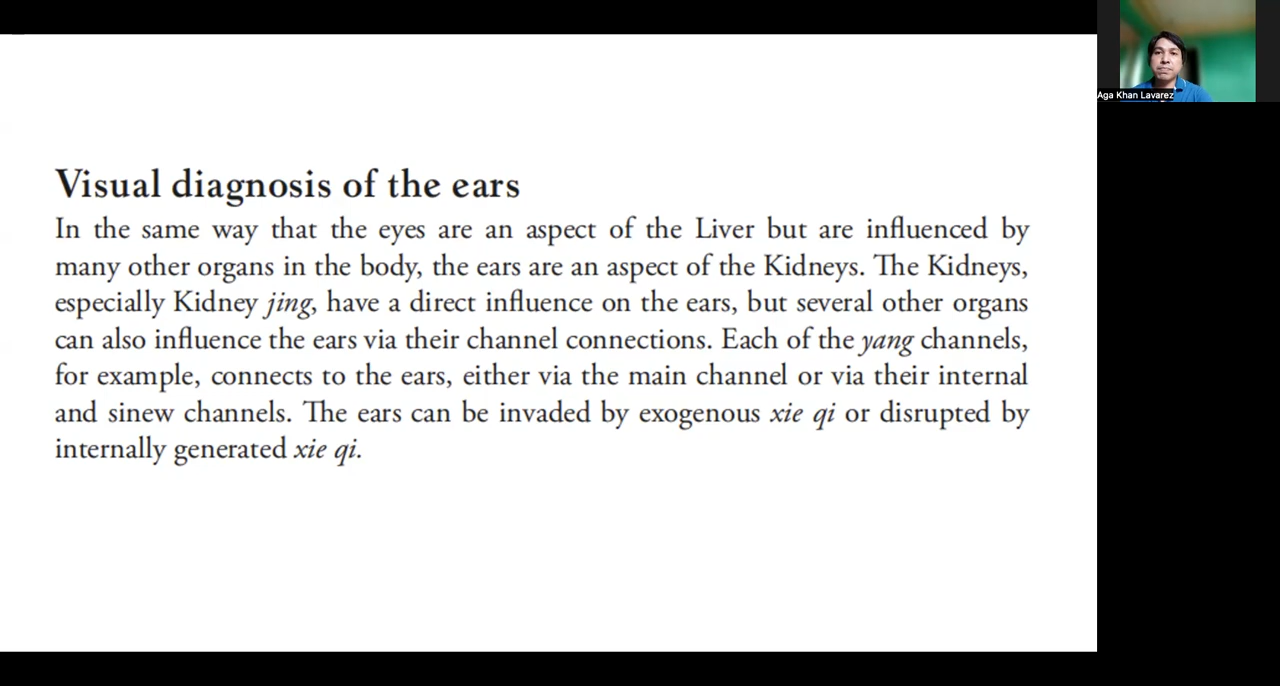 Visual diagnosis of the ears
In the same way that the eyes are an aspect of the Liver but are influenced by
many other organs in the body, the ears are an aspect of the Kidneys. The Kidneys,
especially Kidney jing, have a direct influence on the ears, but several other organs
can also influence the ears via their channel connections. Each of the yang channels,
for example, connects to the ears, either via the main channel or via their internal
and sinew channels. The ears can be invaded by exogenous xie qi or disrupted by
internally generated xie qi.
Aga Khan Lavarez